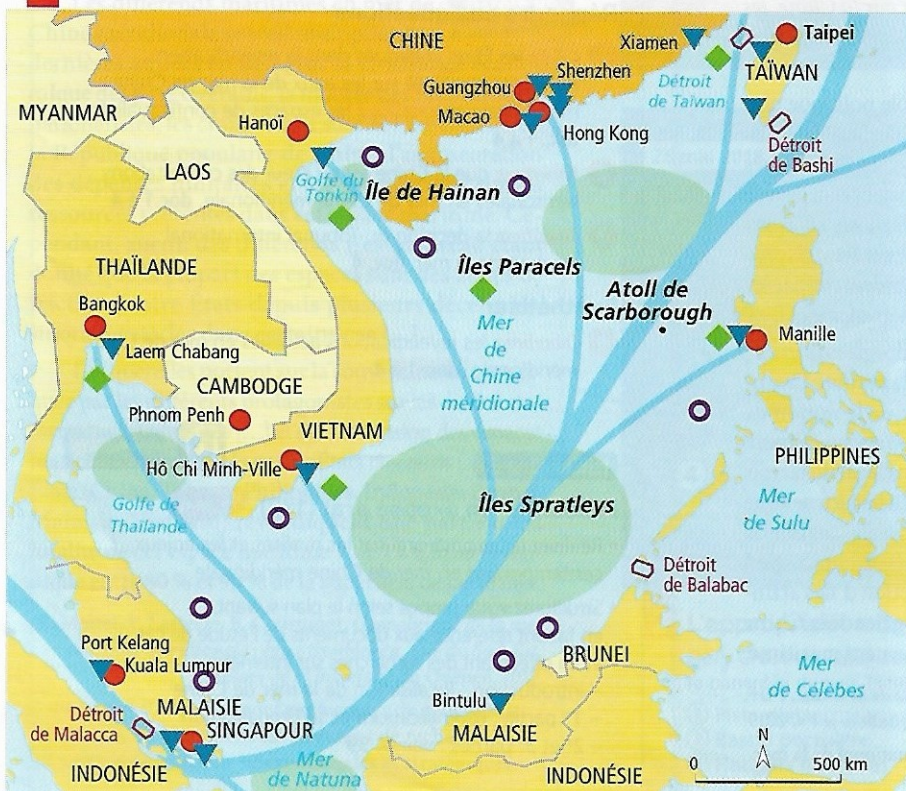 CHINE
Xiamen
Taipei
TAÏWAN
Détroit
de Taïwan
Guangzhou
Shenzhen
Macao
Hong Kong
Détroit
de Bashi
MYANMAR
Hanoï
LAOS
Golfe du
Tonkin
Île de Hainan
THAÏLANDE
Îles Paracels
Atoll de
Scarborough
Bangkok
Laem Chabang
Mer
de
Chine
méridionale
Manille
CAMBODGE
Phnom Penh
VIETNAM
Hô Chi Minh-Ville
PHILIPPINES
Îles Spratleys
Golfe de
Thaïlande
Mer
de Sulu
Détroit
de Balabac
Port Kelang
Kuala Lumpur
BRUNEI
Mer
de Célèbes
MALAISIE
Bintulu
Détroit
de Malacca
SINGAPOUR
MALAISIE
N
INDONÉSIE
Mer
de Natuna
INDONÉSIE
0 500 km